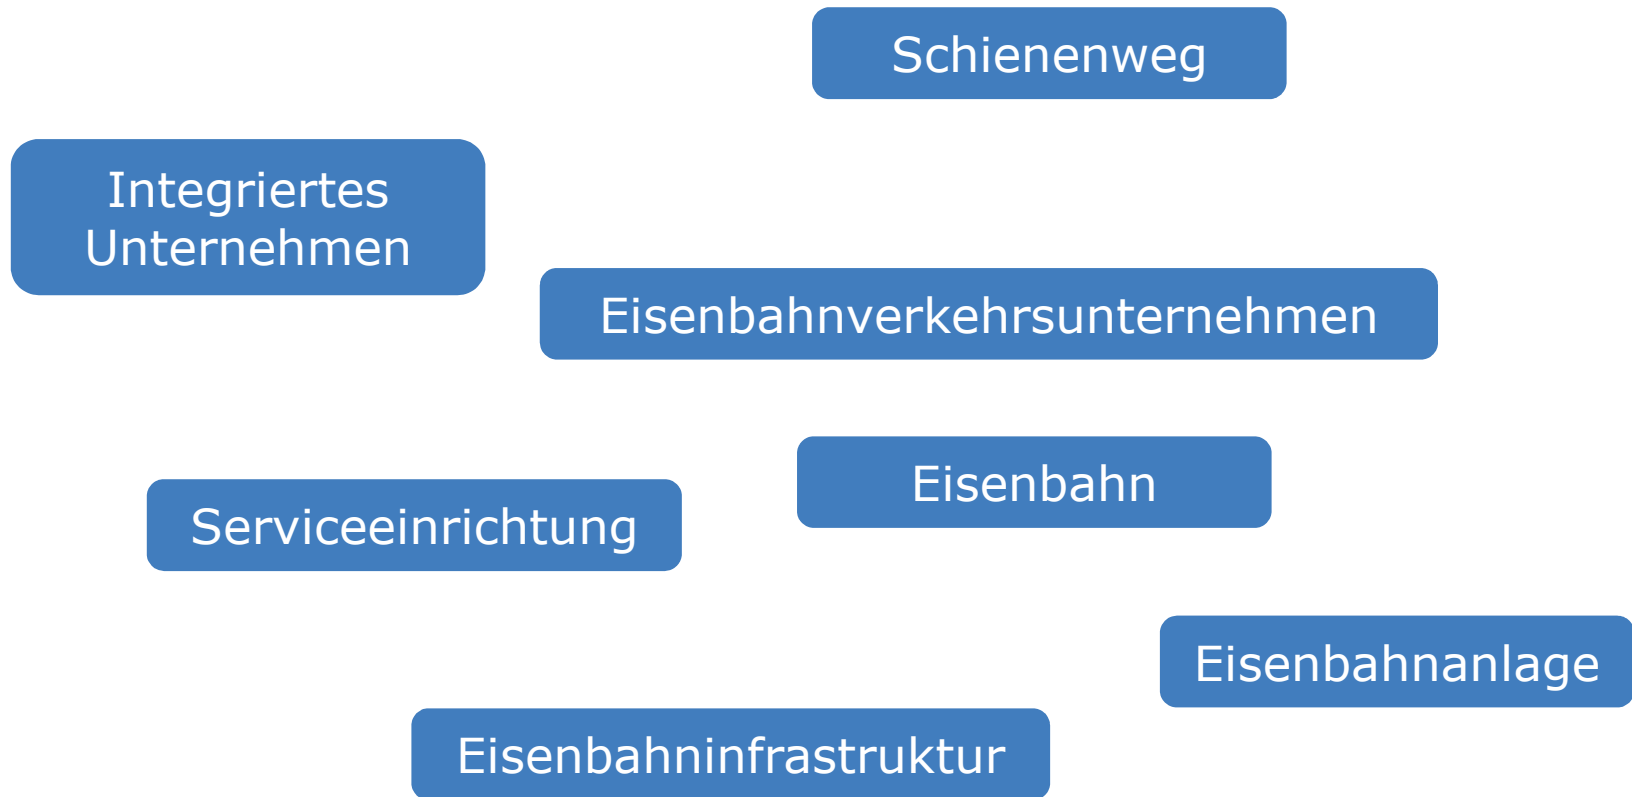 Schienenweg
Integriertes
Unternehmen
Eisenbahnverkehrsunternehmen
Eisenbahn
Serviceeinrichtung
Eisenbahnanlage
Eisenbahninfrastruktur